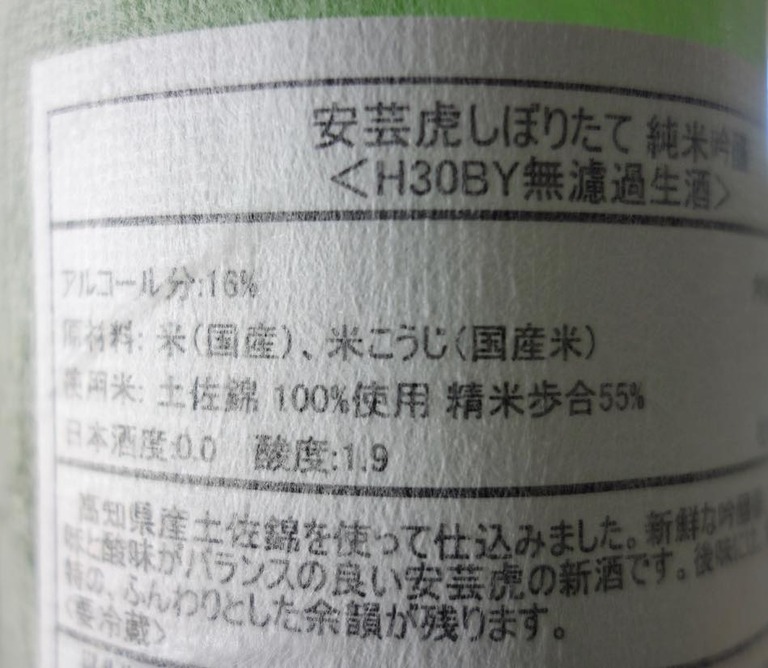 安芸虎しぼりたて 純米吟醸
＜H30BY無濾過生酒＞
アルコール分:16%
原材料: 米(国産)、米こうじ(国産米)
使用米: 土佐錦 100%使用 精米歩合55%
日本酒度:0.0 酸度:1.9
高知県産土佐錦を使って仕込みました。新鮮な吟醸
と酸味がバランスの良い安芸虎の新酒です。後味に
の、ふんわりとした余韻が残ります。
＜要冷蔵＞